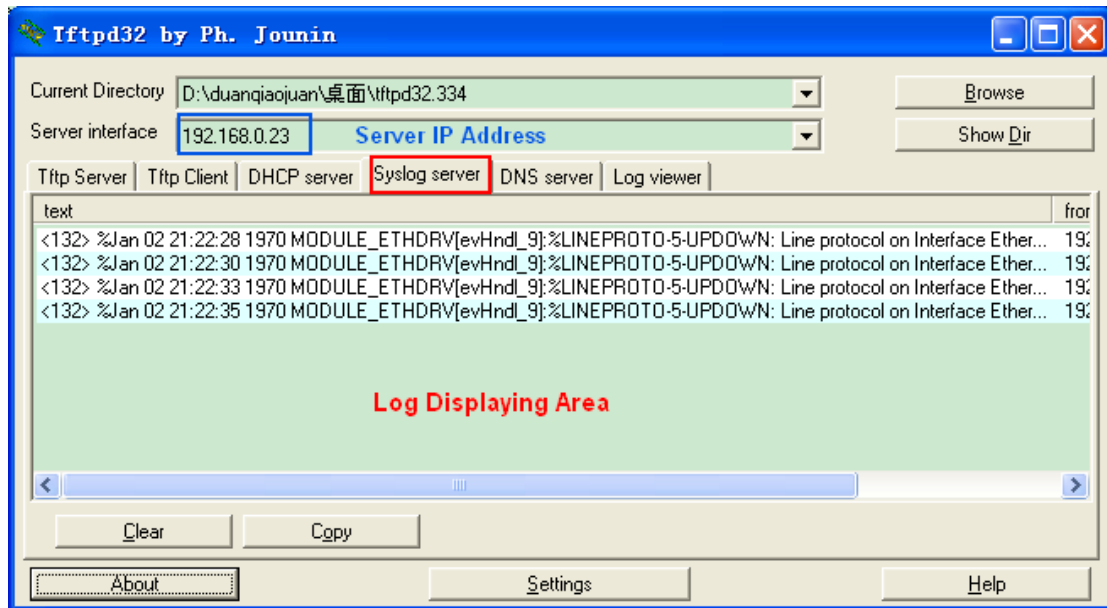 Tftpd32 by Ph. Jounin
Current Directory D:\duanqiaojuan\桌面\tftpd32.334 Browse
Server interface 192.168.0.23 Server IP Address Show Dir
Tftp Server Tftp Client DHCP server Syslog server DNS server Log viewer
text fror
<132> %Jan 02 21:22:28 1970 MODULE_ETHDRV[evHndl_9]:%LINEPROTO-5-UPDOWN: Line protocol on Interface Ether... 192
<132> %Jan 02 21:22:30 1970 MODULE_ETHDRV[evHndl_9]:%LINEPROTO-5-UPDOWN: Line protocol on Interface Ether... 192
<132> %Jan 02 21:22:33 1970 MODULE_ETHDRV[evHndl_9]:%LINEPROTO-5-UPDOWN: Line protocol on Interface Ether... 192
<132> %Jan 02 21:22:35 1970 MODULE_ETHDRV[evHndl_9]:%LINEPROTO-5-UPDOWN: Line protocol on Interface Ether... 192
Log Displaying Area
Clear Copy
About Settings Help